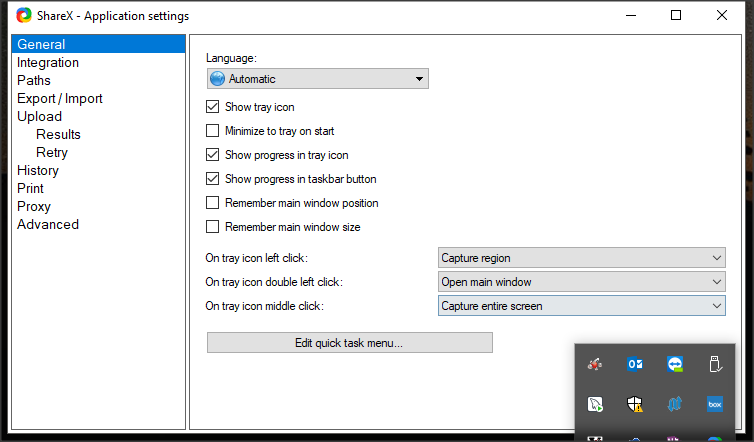 ShareX - Application settings
General
Integration
Paths
Export / Import
Upload
Results
Retry
History
Print
Proxy
Advanced
Language:
Automatic
Show tray icon
Minimize to tray on start
Show progress in tray icon
Show progress in taskbar button
Remember main window position
Remember main window size
On tray icon left click: Capture region
On tray icon double left click: Open main window
On tray icon middle click: Capture entire screen
Edit quick task menu...
box